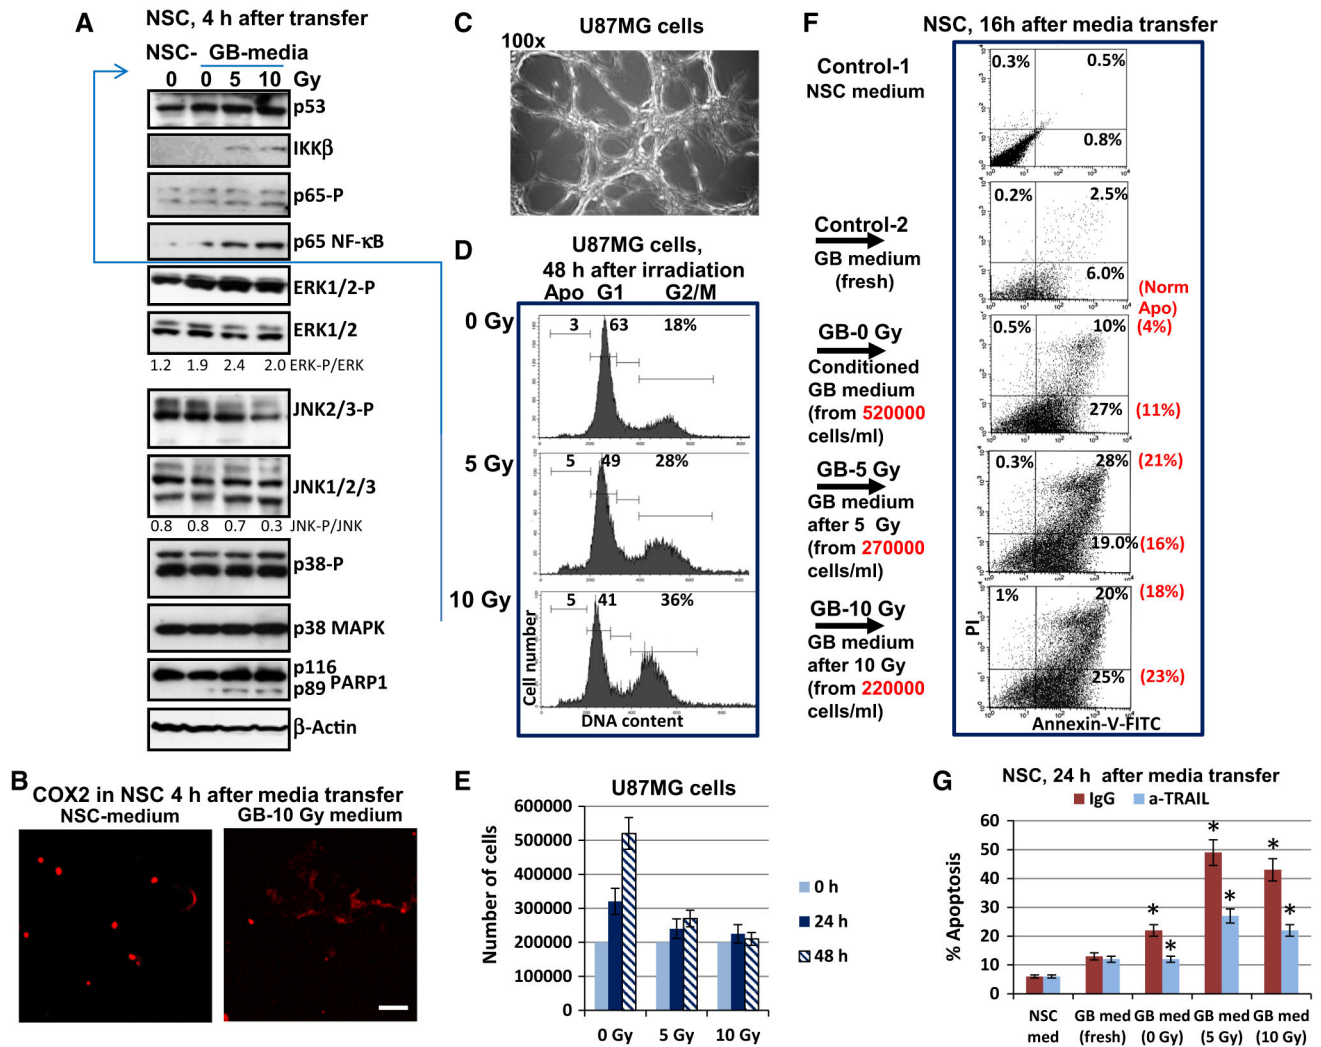 A
NSC, 4 h after transfer
NSC- GB-media
0 0 5 10 Gy
p53
IKKβ
p65-P
p65 NF-κB
ERK1/2-P
ERK1/2
1.2 1.9 2.4 2.0 ERK-P/ERK
JNK2/3-P
JNK1/2/3
0.8 0.8 0.7 0.3 JNK-P/JNK
p38-P
p38 MAPK
p116
p89 PARP1
β-Actin
B
COX2 in NSC 4 h after media transfer
NSC-medium GB-10 Gy medium
C
U87MG cells
100x
D
U87MG cells,
48 h after irradiation
Apo G1 G2/M
0 Gy
3 63 18%
5 Gy
5 49 28%
10 Gy
5 41 36%
Cell number
DNA content
E
U87MG cells
Number of cells
600000
500000
400000
300000
200000
100000
0
0 Gy 5 Gy 10 Gy
0 h
24 h
48 h
F
NSC, 16h after media transfer
Control-1
NSC medium
0.3% 0.5%
0.8%
Control-2
GB medium
(fresh)
0.2% 2.5%
6.0%
(Norm
Apo)
GB-0 Gy
Conditioned
GB medium
(from 520000
cells/ml)
0.5% 10% (4%)
27% (11%)
GB-5 Gy
GB medium
after 5 Gy
(from 270000
cells/ml)
0.3% 28% (21%)
19.0% (16%)
GB-10 Gy
GB medium
after 10 Gy
(from 220000
cells/ml)
1% 20% (18%)
25% (23%)
PI
Annexin-V-FITC
G
NSC, 24 h after media transfer
IgG a-TRAIL
% Apoptosis
60
50
40
30
20
10
0
* * * * * *
NSC med
GB med (fresh)
GB med (0 Gy)
GB med (5 Gy)
GB med (10 Gy)